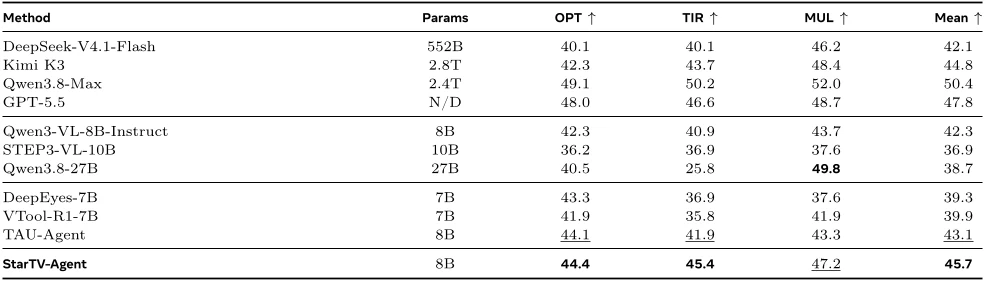 Method Params OPT ↑ TIR ↑ MUL ↑ Mean ↑
DeepSeek-V4.1-Flash 552B 40.1 40.1 46.2 42.1
Kimi K3 2.8T 42.3 43.7 48.4 44.8
Qwen3.8-Max 2.4T 49.1 50.2 52.0 50.4
GPT-5.5 N/D 48.0 46.6 48.7 47.8
Qwen3-VL-8B-Instruct 8B 42.3 40.9 43.7 42.3
STEP3-VL-10B 10B 36.2 36.9 37.6 36.9
Qwen3.8-27B 27B 40.5 25.8 49.8 38.7
DeepEyes-7B 7B 43.3 36.9 37.6 39.3
VTool-R1-7B 7B 41.9 35.8 41.9 39.9
TAU-Agent 8B 44.1 41.9 43.3 43.1
StarTV-Agent 8B 44.4 45.4 47.2 45.7